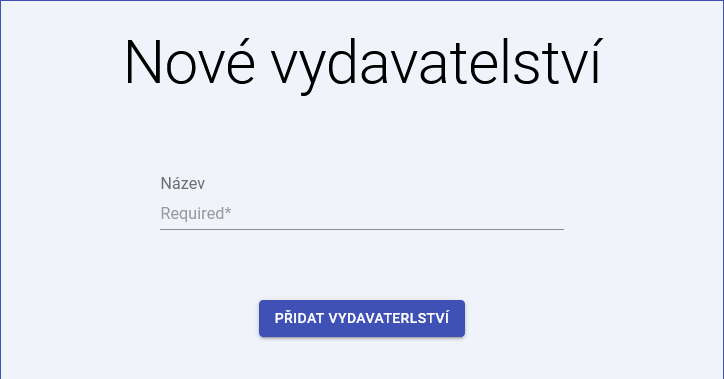 Nové vydavatelství
Název
Required*
PŘIDAT VYDAVATERLSTVÍ